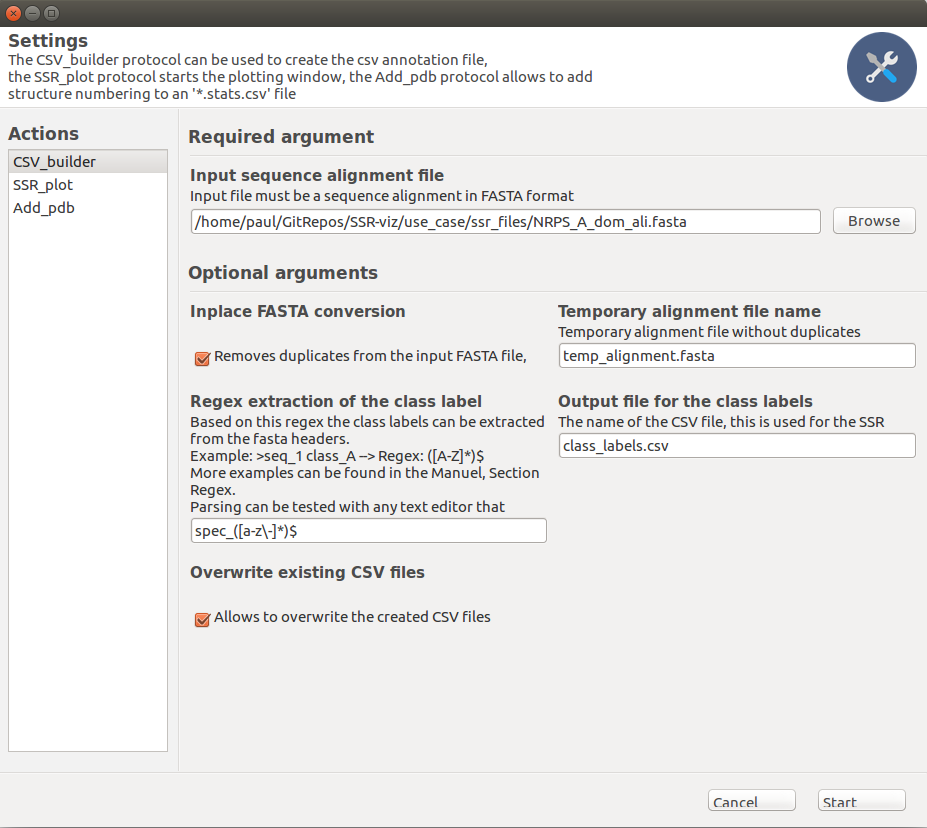 Settings
The CSV_builder protocol can be used to create the csv annotation file,
the SSR_plot protocol starts the plotting window, the Add_pdb protocol allows to add
structure numbering to an '*.stats.csv' file
Actions
CSV_builder
SSR_plot
Add_pdb
Required argument
Input sequence alignment file
Input file must be a sequence alignment in FASTA format
/home/paul/GitRepos/SSR-viz/use_case/ssr_files/NRPS_A_dom_ali.fasta
Browse
Optional arguments
Inplace FASTA conversion
Removes duplicates from the input FASTA file,
Temporary alignment file name
Temporary alignment file without duplicates
temp_alignment.fasta
Regex extraction of the class label
Based on this regex the class labels can be extracted
from the fasta headers.
Example: >seq_1 class_A --> Regex: ([A-Z]*)$
More examples can be found in the Manuel, Section
Regex.
Parsing can be tested with any text editor that
spec_([a-z\-]*)$
Output file for the class labels
The name of the CSV file, this is used for the SSR
class_labels.csv
Overwrite existing CSV files
Allows to overwrite the created CSV files
Cancel
Start